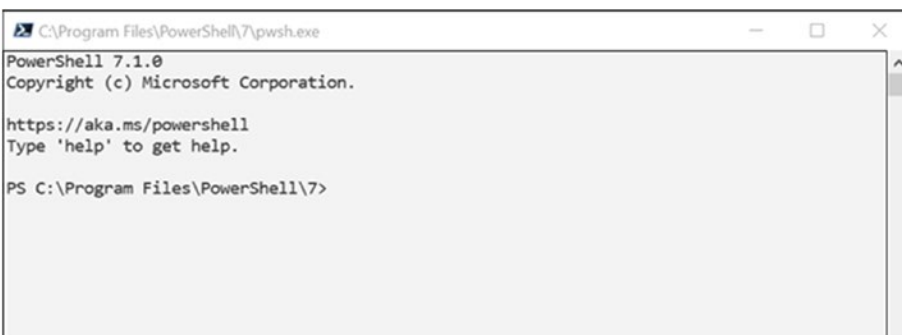 C:\Program Files\PowerShell\7\pwsh.exe
PowerShell 7.1.0
Copyright (c) Microsoft Corporation.
https://aka.ms/powershell
Type 'help' to get help.
PS C:\Program Files\PowerShell\7>